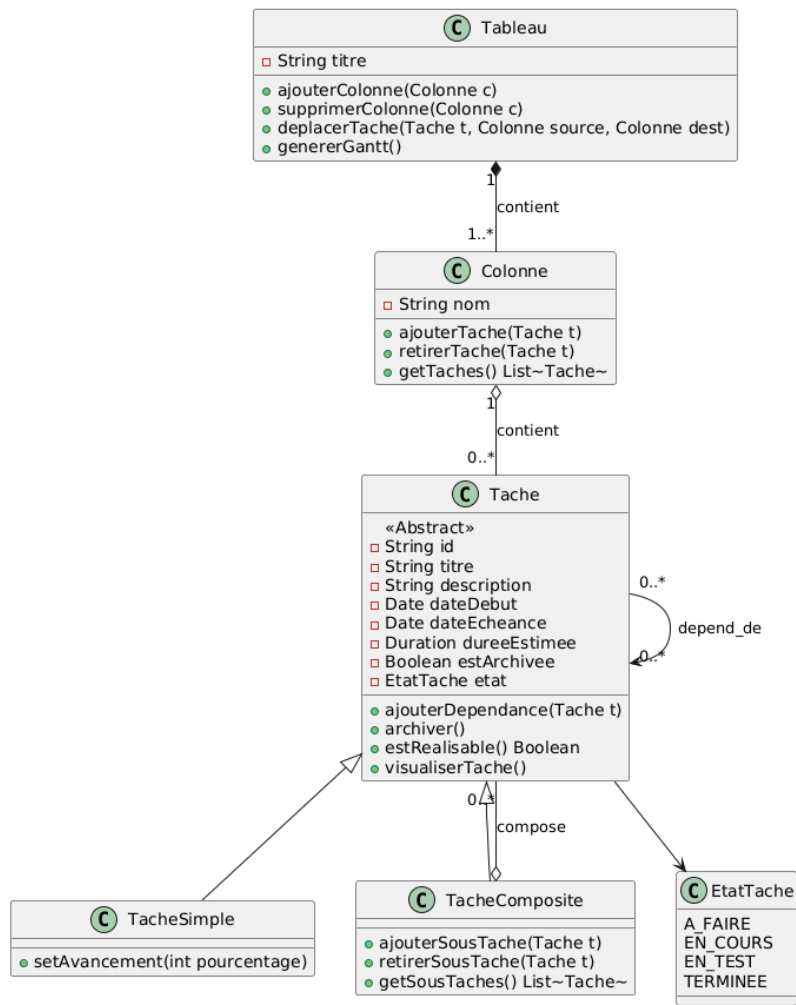 C Tableau
String titre
ajouterColonne(Colonne c)
supprimerColonne(Colonne c)
deplacerTache(Tache t, Colonne source, Colonne dest)
genererGantt()
1
contient
1..*
C Colonne
String nom
ajouterTache(Tache t)
retirerTache(Tache t)
getTaches() List~Tache~
1
contient
0..*
C Tache
«Abstract»
String id
String titre
String description
Date dateDebut
Date dateEcheance
Duration dureeEstimee
Boolean estArchivee
EtatTache etat
ajouterDependance(Tache t)
archiver()
estRealisable() Boolean
visualiserTache()
0..*
depend_de
0..*
0..*
compose
C TacheSimple
setAvancement(int pourcentage)
C TacheComposite
ajouterSousTache(Tache t)
retirerSousTache(Tache t)
getSousTaches() List~Tache~
C EtatTache
A_FAIRE
EN_COURS
EN_TEST
TERMINEE